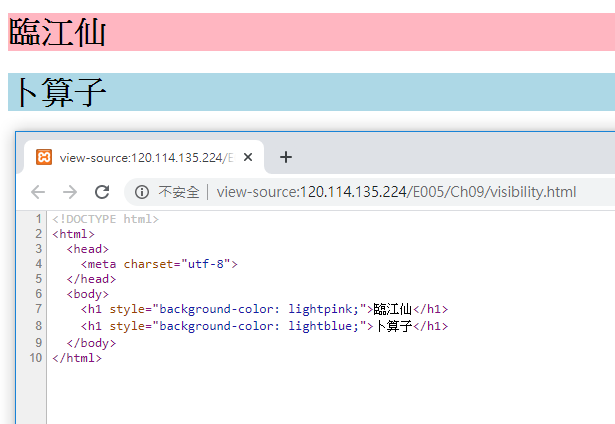 臨江仙
卜算子
view-source:120.114.135.224/E
不安全 | view-source:120.114.135.224/E005/Ch09/visibility.html
1 <!DOCTYPE html>
2 <html>
3   <head>
4     <meta charset="utf-8">
5   </head>
6   <body>
7     <h1 style="background-color: lightpink;">臨江仙</h1>
8     <h1 style="background-color: lightblue;">卜算子</h1>
9   </body>
10 </html>